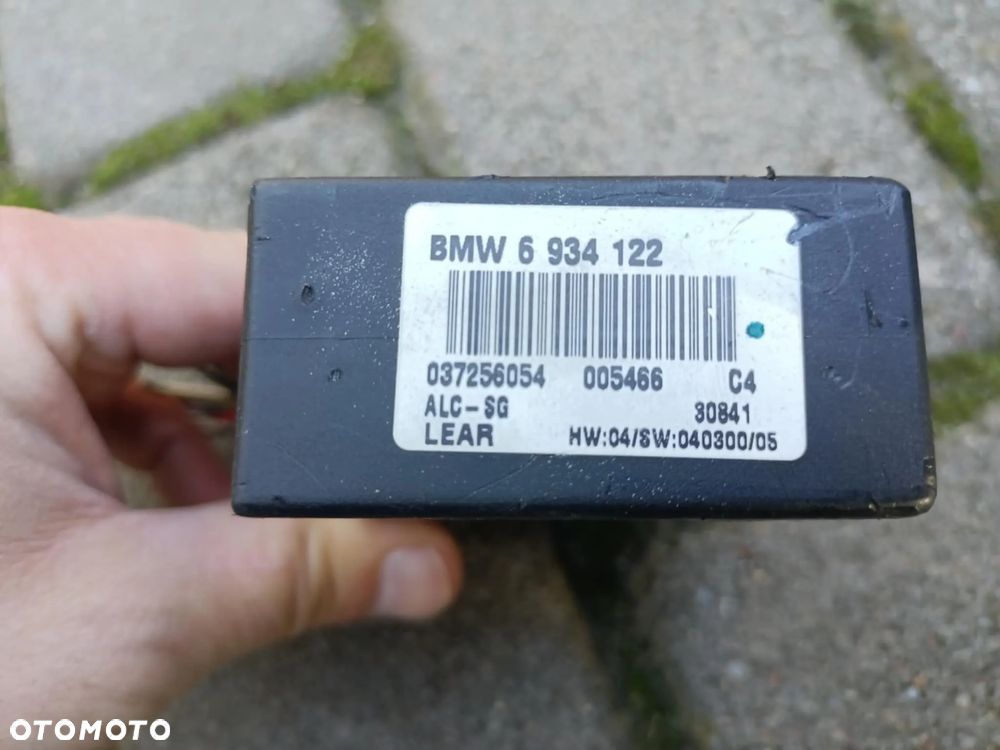 BMW 6 934 122
037256054 005466 C4
ALC-SG 30841
LEAR HW:04/SW:040300/05
OTOMOTO